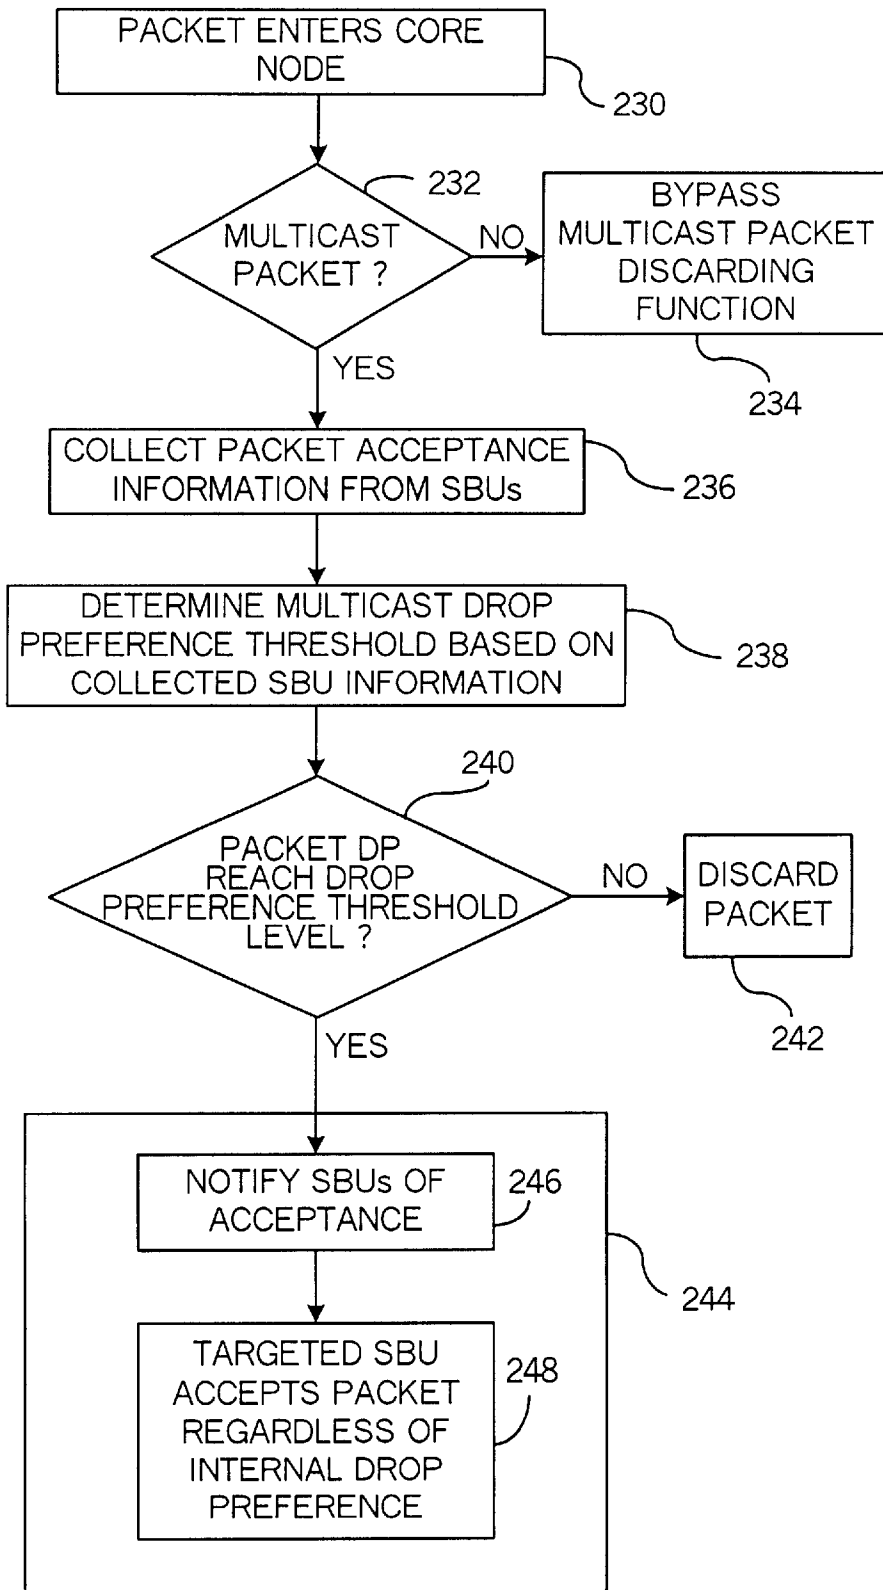 PACKET ENTERS CORE
NODE
230
232
MULTICAST
PACKET ?
NO
BYPASS
MULTICAST PACKET
DISCARDING
FUNCTION
234
YES
COLLECT PACKET ACCEPTANCE
INFORMATION FROM SBUs
236
DETERMINE MULTICAST DROP
PREFERENCE THRESHOLD BASED ON
COLLECTED SBU INFORMATION
238
240
PACKET DP
REACH DROP
PREFERENCE THRESHOLD
LEVEL ?
NO
DISCARD
PACKET
242
YES
NOTIFY SBUs OF
ACCEPTANCE
246
244
TARGETED SBU
ACCEPTS PACKET
REGARDLESS OF
INTERNAL DROP
PREFERENCE
248